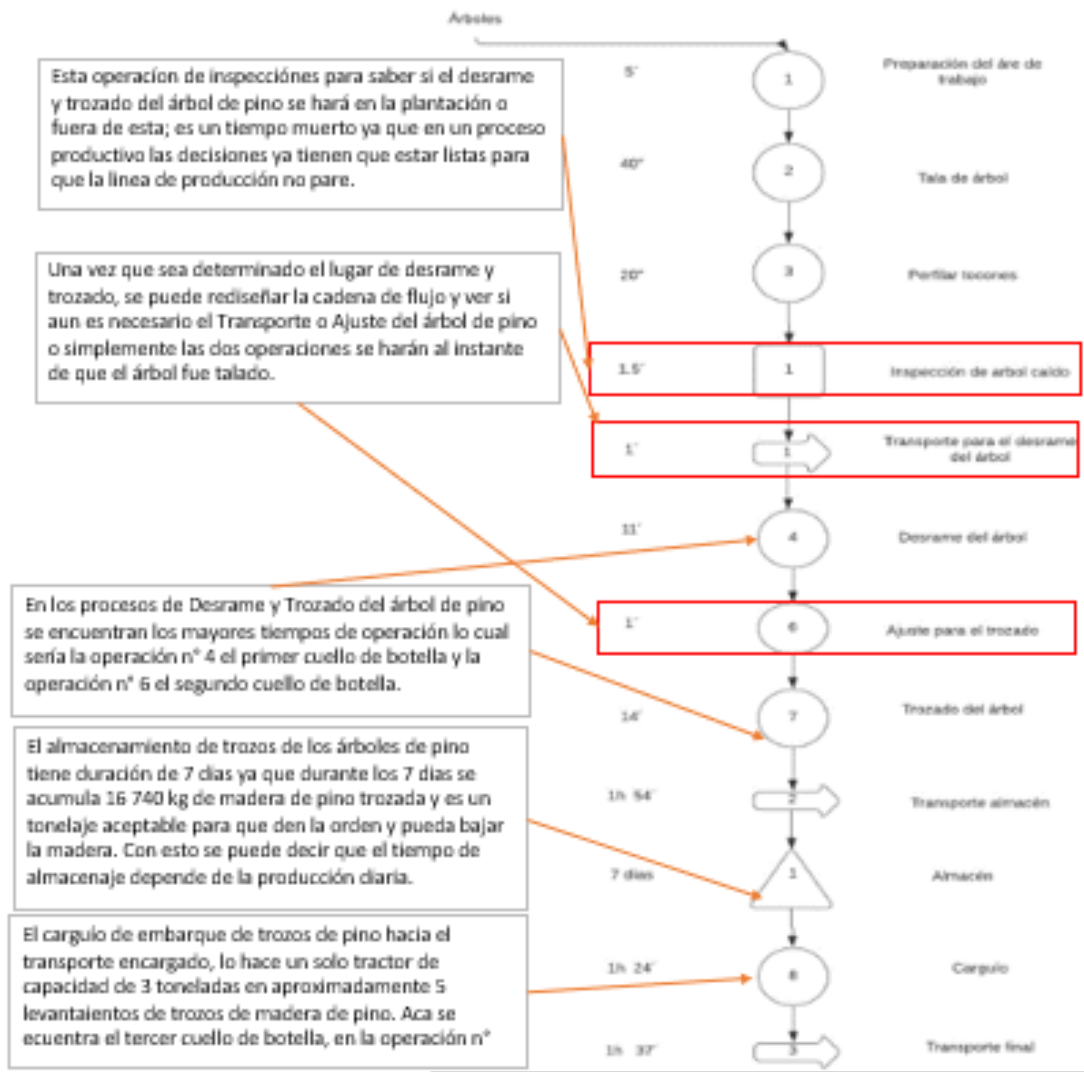 Árboles
5´
1
Preparación del áre de
trabajo
Esta operacíon de inspecciónes para saber si el desrame
y trozado del árbol de pino se hará en la plantación o
fuera de esta; es un tiempo muerto ya que en un proceso
productivo las decisiones ya tienen que estar listas para
que la linea de producción no pare.
40"
2
Tala de árbol
20"
3
Perfilar tocones
Una vez que sea determinado el lugar de desrame y
trozado, se puede rediseñar la cadena de flujo y ver si
aun es necesario el Transporte o Ajuste del árbol de pino
o simplemente las dos operaciones se harán al instante
de que el árbol fue talado.
1.5´
1
Inspección de arbol caído
1´
1
Transporte para el desrame
del árbol
11´
4
Desrame del árbol
En los procesos de Desrame y Trozado del árbol de pino
se encuentran los mayores tiempos de operación lo cual
sería la operación n° 4 el primer cuello de botella y la
operación n° 6 el segundo cuello de botella.
1´
6
Ajuste para el trozado
14´
7
Trozado del árbol
El almacenamiento de trozos de los árboles de pino
tiene duración de 7 dias ya que durante los 7 dias se
acumula 16 740 kg de madera de pino trozada y es un
tonelaje aceptable para que den la orden y pueda bajar
la madera. Con esto se puede decir que el tiempo de
almacenaje depende de la producción diaria.
1h 54´
2
Transporte almacén
7 días
1
Almacén
El carguío de embarque de trozos de pino hacia el
transporte encargado, lo hace un solo tractor de
capacidad de 3 toneladas en aproximadamente 5
levantaientos de trozos de madera de pino. Aca se
ecuentra el tercer cuello de botella, en la operación n°
1h 24´
8
Carguío
1h 37´
3
Transporte final